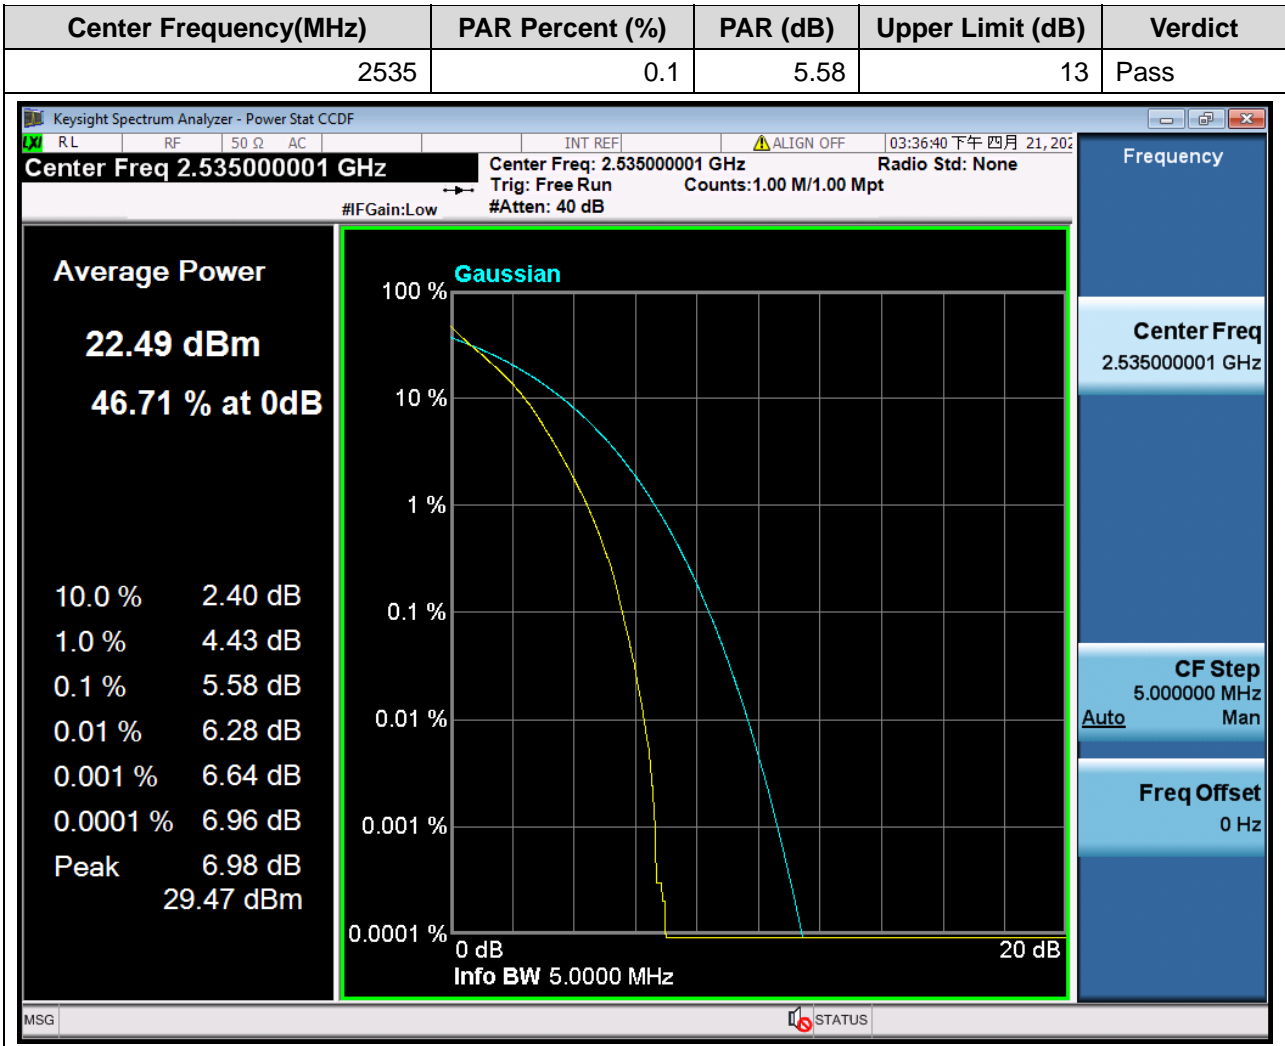 Center Frequency(MHz) PAR Percent (%) PAR (dB) Upper Limit (dB) Verdict
2535 0.1 5.58 13 Pass
Keysight Spectrum Analyzer - Power Stat CCDF
LXI RL RF 50 Ω AC INT REF ALIGN OFF 03:36:40 下午 四月 21, 202
Center Freq 2.535000001 GHz
#IFGain:Low
Center Freq: 2.535000001 GHz Radio Std: None
Trig: Free Run Counts:1.00 M/1.00 Mpt
#Atten: 40 dB
Average Power
22.49 dBm
46.71 % at 0dB
10.0 % 2.40 dB
1.0 % 4.43 dB
0.1 % 5.58 dB
0.01 % 6.28 dB
0.001 % 6.64 dB
0.0001 % 6.96 dB
Peak 6.98 dB
29.47 dBm
Gaussian
100 %
10 %
1 %
0.1 %
0.01 %
0.001 %
0.0001 %
0 dB 20 dB
Info BW 5.0000 MHz
Frequency
Center Freq
2.535000001 GHz
CF Step
5.000000 MHz
Auto Man
Freq Offset
0 Hz
MSG STATUS